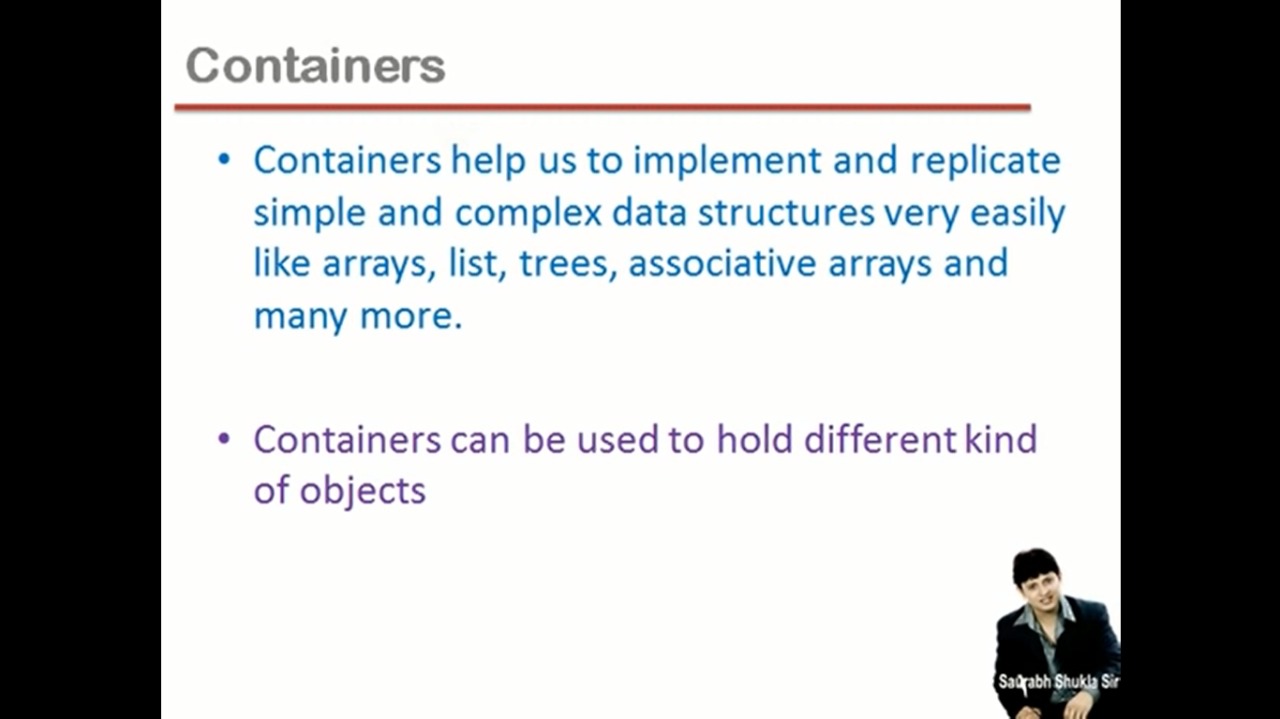 Containers
• Containers help us to implement and replicate
simple and complex data structures very easily
like arrays, list, trees, associative arrays and
many more.
• Containers can be used to hold different kind
of objects
Saurabh Shukla Sir